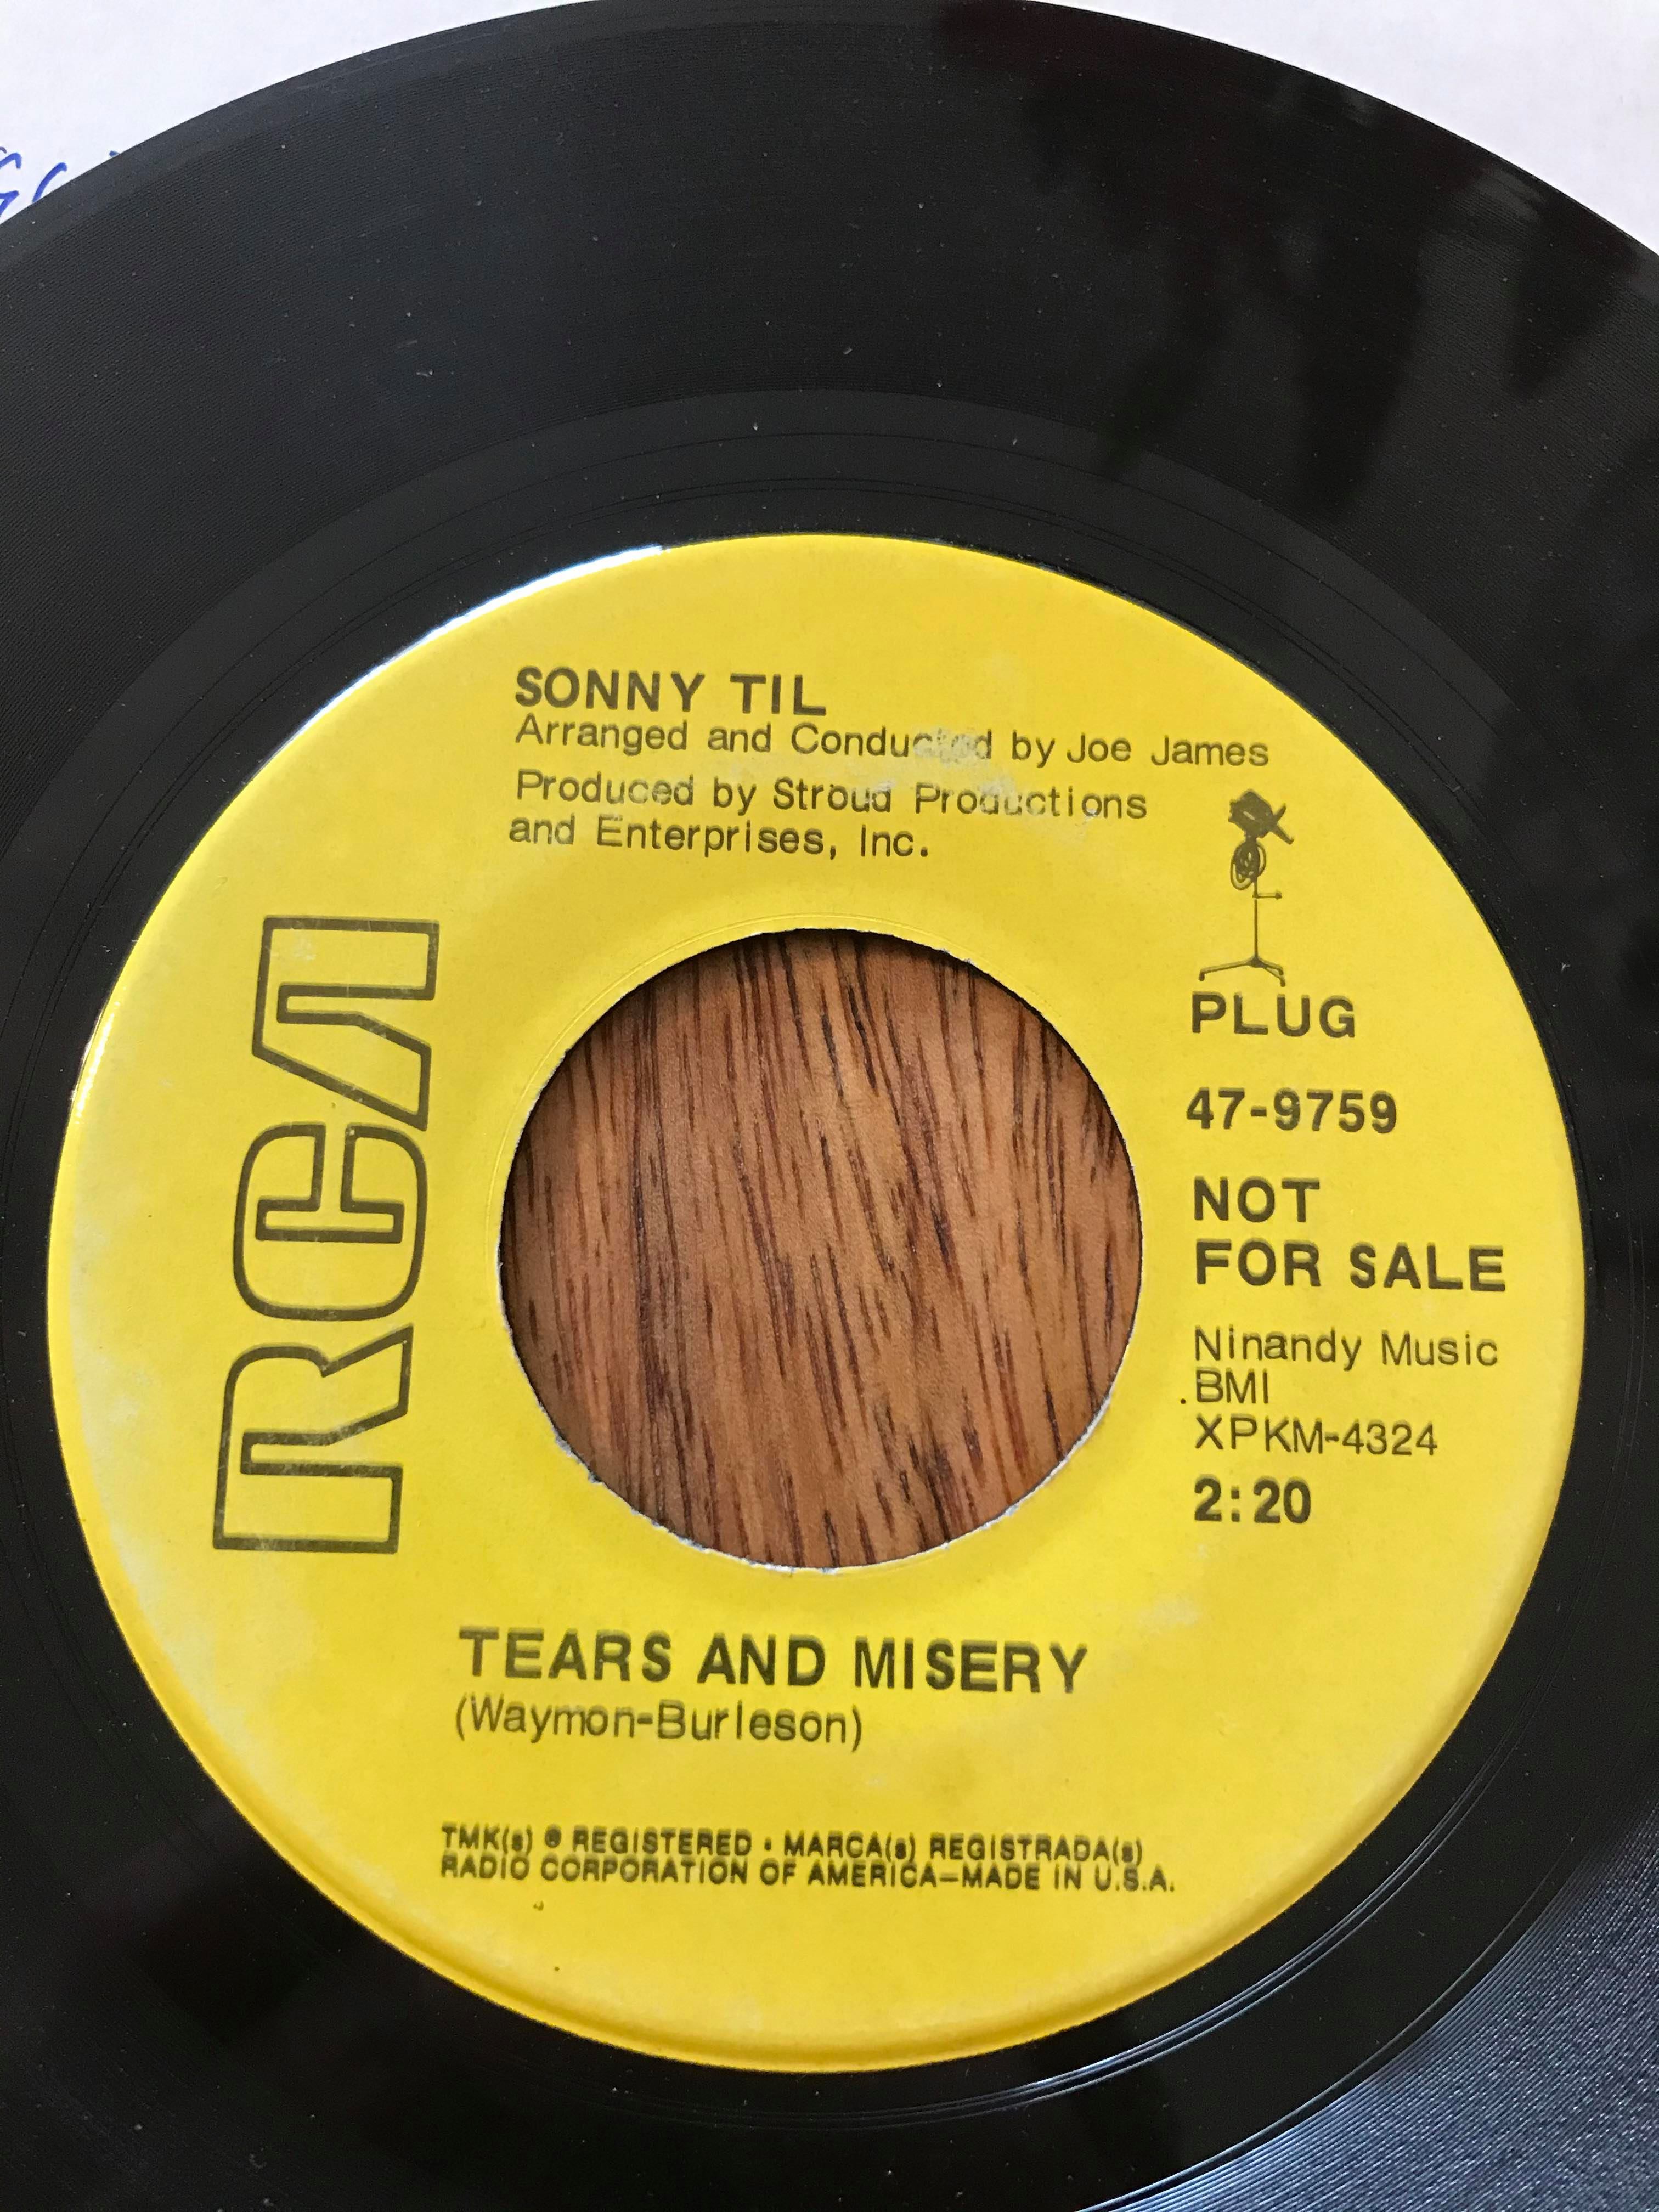 SONNY TIL
Arranged and Conducted by Joe James
Produced by Stroud Productions
and Enterprises, Inc.
RCA
PLUG
47-9759
NOT
FOR SALE
Ninandy Music
.BMI
XPKM-4324
2:20
TEARS AND MISERY
(Waymon-Burleson)
TMK(s) ® REGISTERED • MARCA(s) REGISTRADA(s)
RADIO CORPORATION OF AMERICA—MADE IN U.S.A.